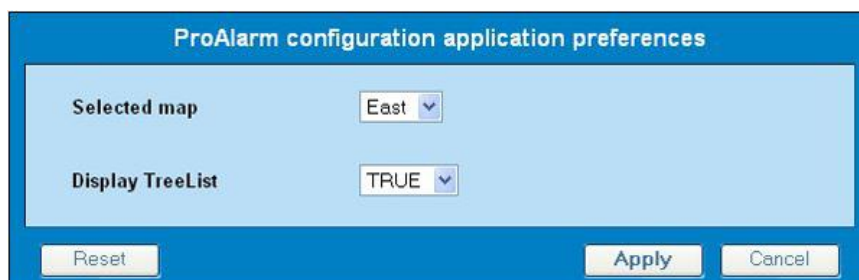 ProAlarm configuration application preferences
Selected map East
Display TreeList TRUE
Reset Apply Cancel